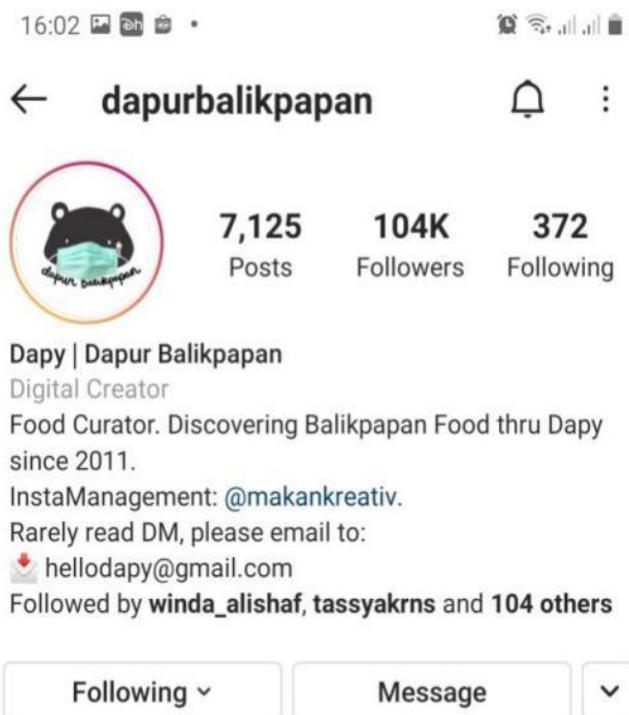 16:02
dapurbalikpapan
7,125 104K 372
Posts Followers Following
dapur balikpapan
Dapy | Dapur Balikpapan
Digital Creator
Food Curator. Discovering Balikpapan Food thru Dapy
since 2011.
InstaManagement: @makankreativ.
Rarely read DM, please email to:
hellodapy@gmail.com
Followed by winda_alishaf, tassyakrns and 104 others
Following Message